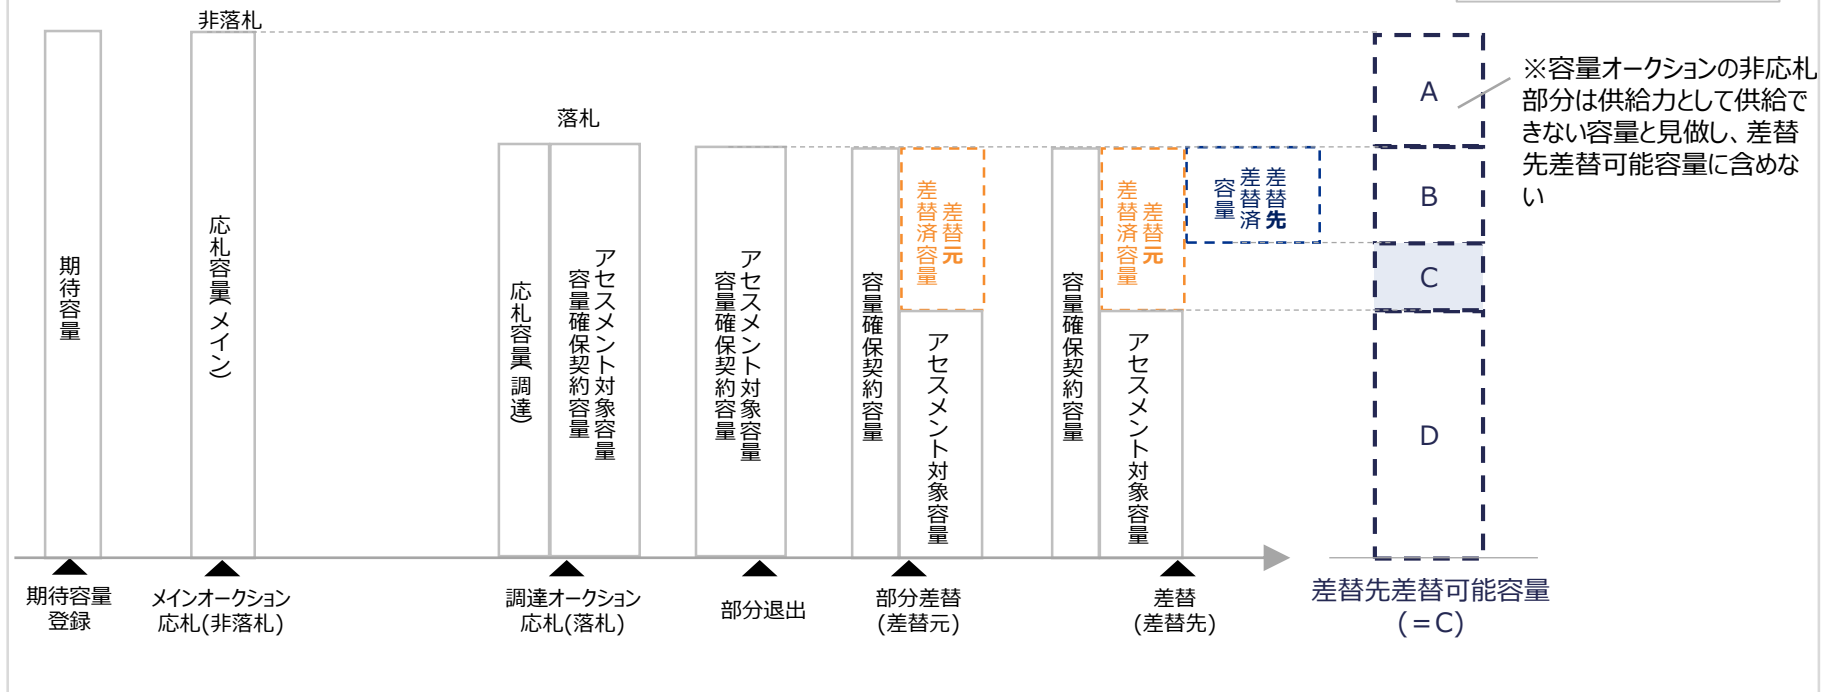 非落札
期待容量
応札容量(メイン)
落札
応札容量(調達)
アセスメント対象容量
容量確保契約容量
アセスメント対象容量
容量確保契約容量
容量確保契約容量
差替元
差替済容量
アセスメント対象容量
容量確保契約容量
差替元
差替済容量
アセスメント対象容量
差替先
差替済
容量
A
B
C
D
※容量オークションの非応札
部分は供給力として供給で
きない容量と見做し、差替
先差替可能容量に含めな
い
期待容量
登録
メインオークション
応札(非落札)
調達オークション
応札(落札)
部分退出
部分差替
(差替元)
差替
(差替先)
差替先差替可能容量
(=C)